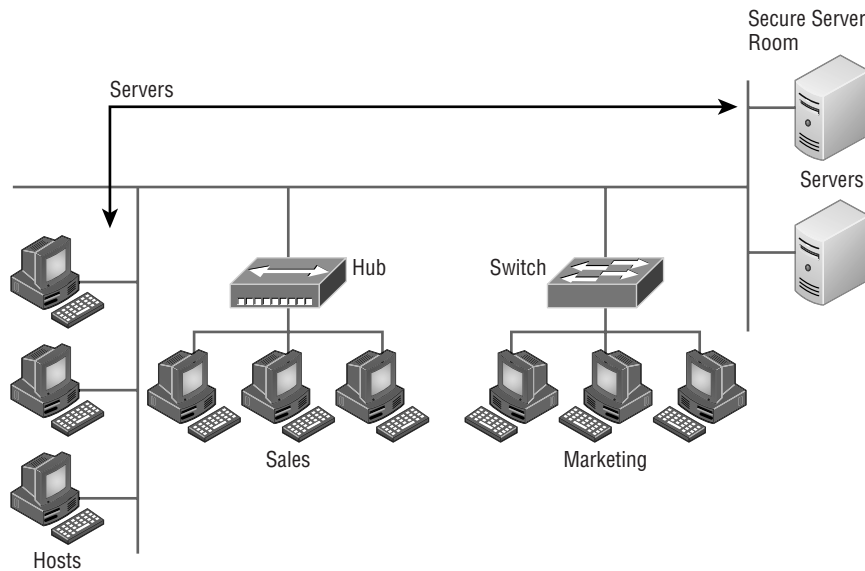 Secure Server
Room
Servers
Servers
Hub
Switch
Sales
Marketing
Hosts